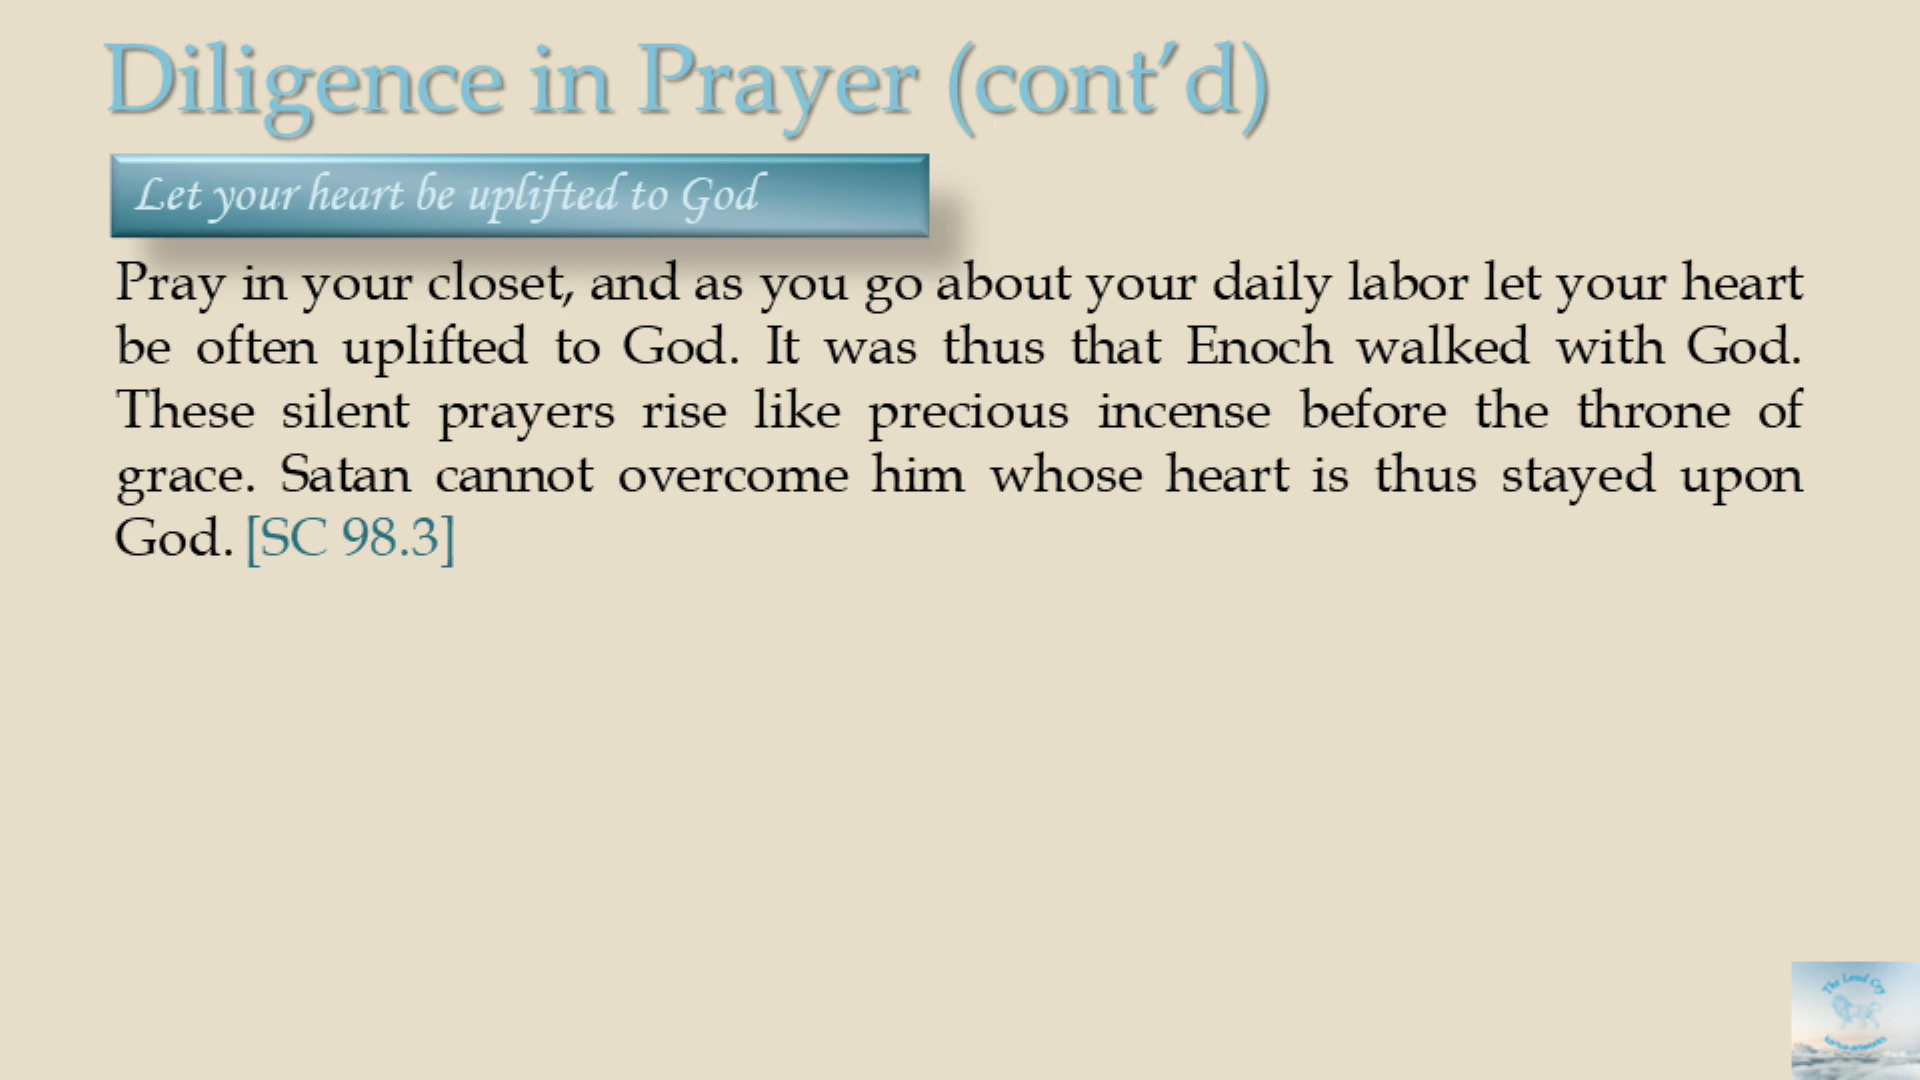 Diligence in Prayer (cont’d)
Let your heart be uplifted to God
Pray in your closet, and as you go about your daily labor let your heart
be often uplifted to God. It was thus that Enoch walked with God.
These silent prayers rise like precious incense before the throne of
grace. Satan cannot overcome him whose heart is thus stayed upon
God. [SC 98.3]
The Loud Cry